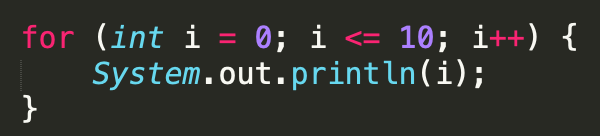 for (int i = 0; i <= 10; i++) {
    System.out.println(i);
}